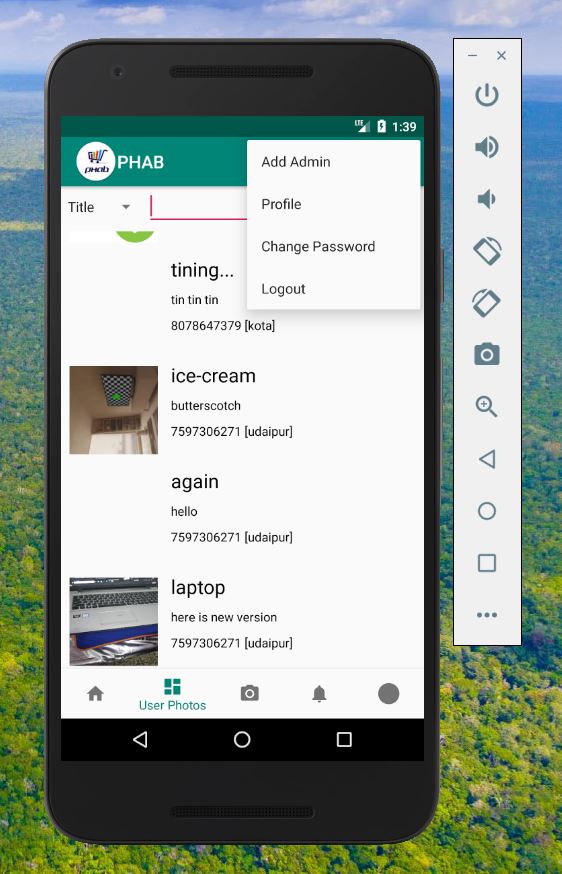 1:39
PHAB
PHAB
Add Admin
Profile
Change Password
Logout
Title
tining...
tin tin tin
8078647379 [kota]
ice-cream
butterscotch
7597306271 [udaipur]
again
hello
7597306271 [udaipur]
laptop
here is new version
7597306271 [udaipur]
User Photos